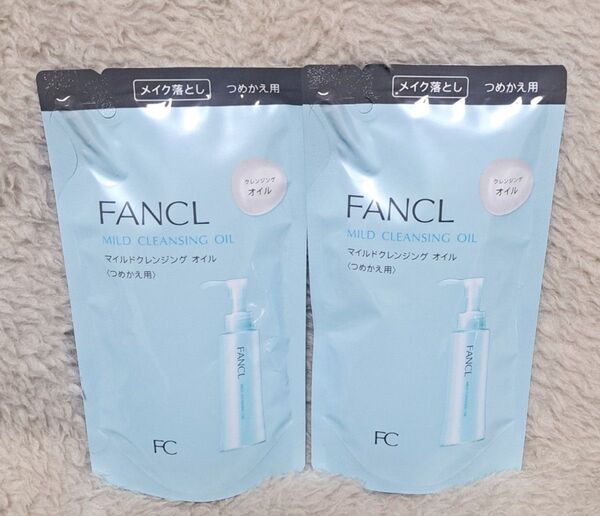 メイク落とし つめかえ用
クレンジング
オイル
FANCL
MILD CLEANSING OIL
マイルドクレンジング オイル
〈つめかえ用〉
FANCL
FC
メイク落とし つめかえ用
クレンジング
オイル
FANCL
MILD CLEANSING OIL
マイルドクレンジング オイル
〈つめかえ用〉
FANCL
FC